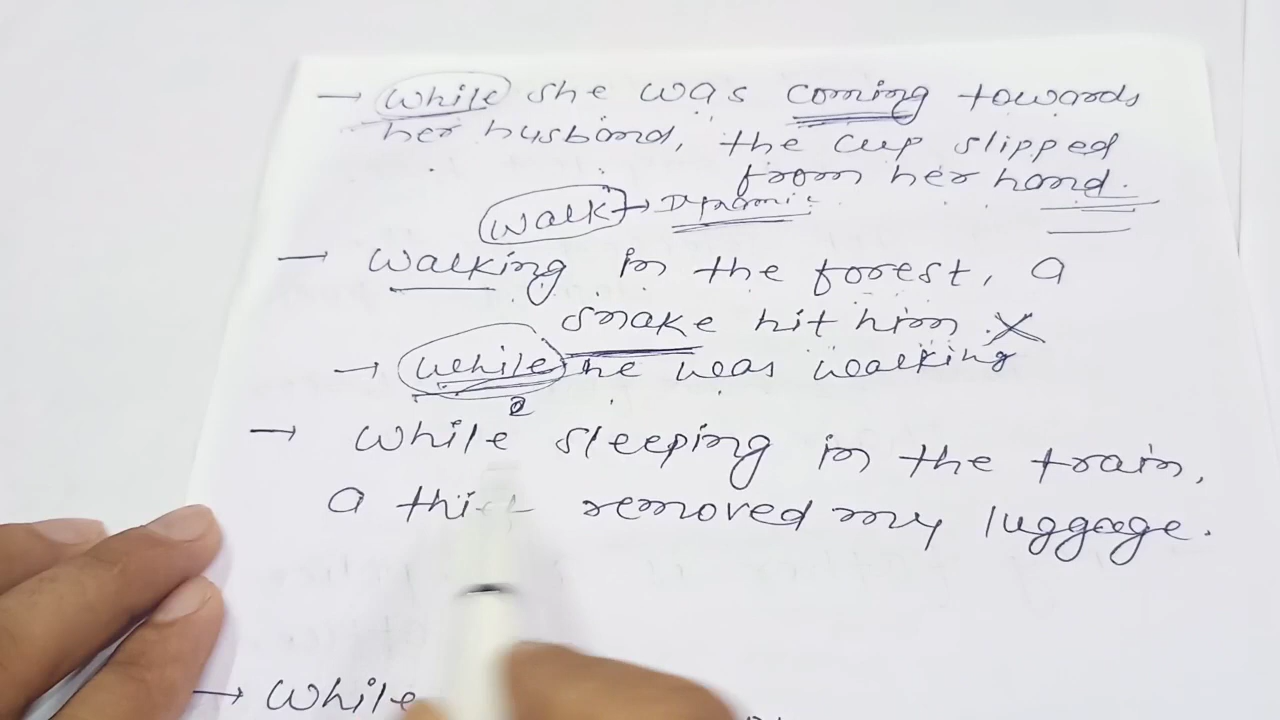 → While she was coming towards
her husband, the cup slipped
from her hand.
walk → Dynamic
→ walking in the forest, a
snake hit him. X
→ while he was walking
→ while sleeping in the train,
a removed my luggage.
→ While